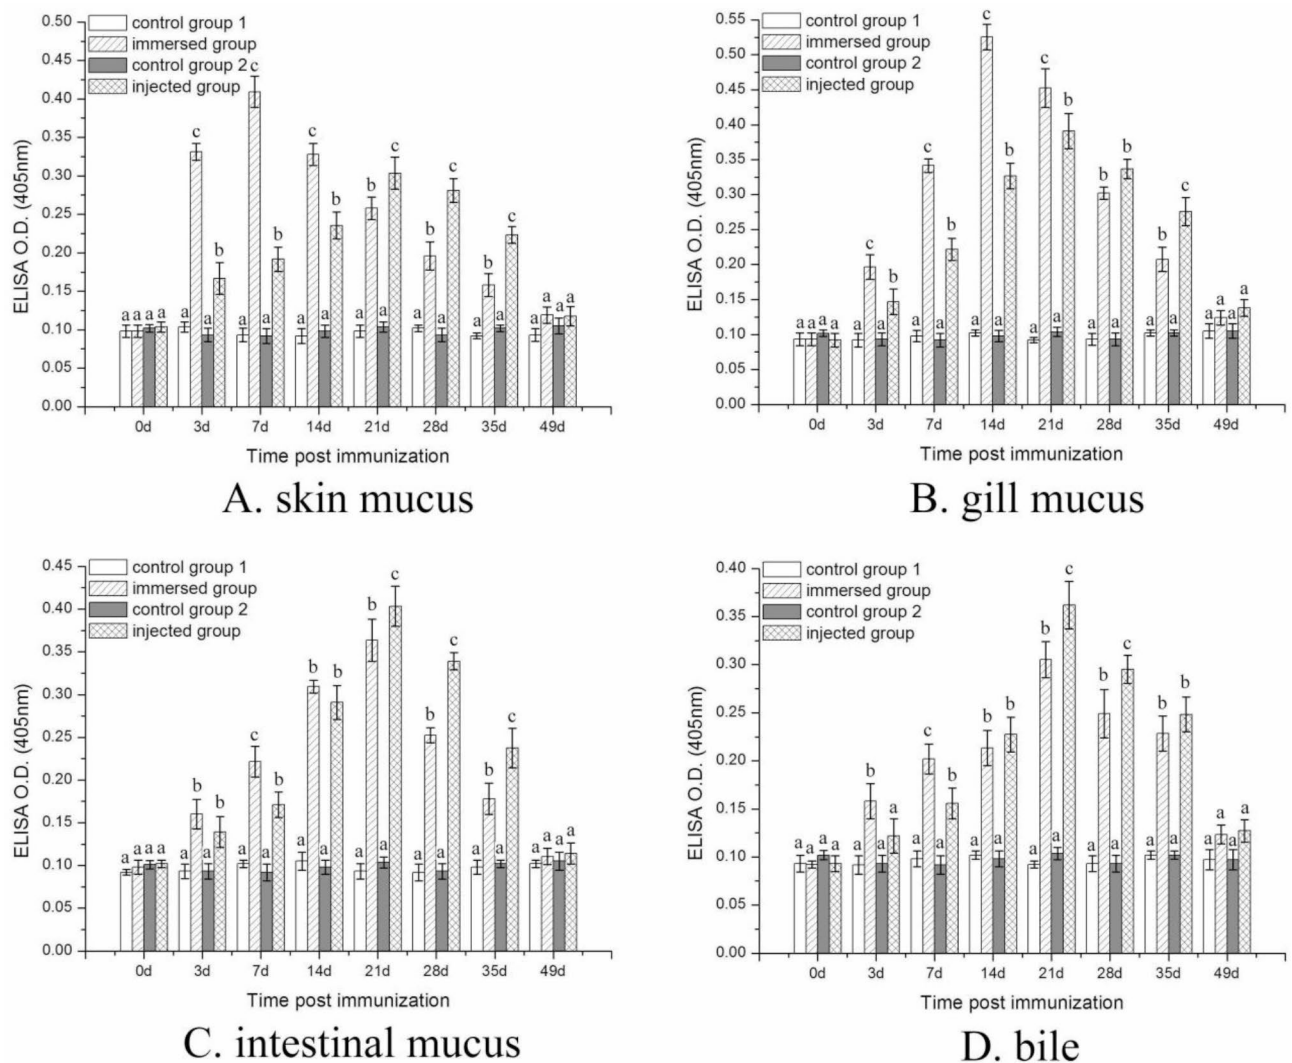 control group 1
immersed group
control group 2
injected group
ELISA O.D. (405nm)
0.50
0.45
0.40
0.35
0.30
0.25
0.20
0.15
0.10
0.05
0.00
a a a a
a c a b
a c a b
a c a b
a b a c
a b a c
a b a c
a a a a
0d 3d 7d 14d 21d 28d 35d 49d
Time post immunization
A. skin mucus
control group 1
immersed group
control group 2
injected group
ELISA O.D. (405nm)
0.55
0.50
0.45
0.40
0.35
0.30
0.25
0.20
0.15
0.10
0.05
0.00
a a a a
a c a b
a c a b
a c a b
a c a b
a b a b
a b a c
a a a a
0d 3d 7d 14d 21d 28d 35d 49d
Time post immunization
B. gill mucus
control group 1
immersed group
control group 2
injected group
ELISA O.D. (405nm)
0.45
0.40
0.35
0.30
0.25
0.20
0.15
0.10
0.05
0.00
a a a a
a b a b
a c a b
a b a b
a b a c
a b a c
a b a c
a a a a
0d 3d 7d 14d 21d 28d 35d 49d
Time post immunization
C. intestinal mucus
control group 1
immersed group
control group 2
injected group
ELISA O.D. (405nm)
0.40
0.35
0.30
0.25
0.20
0.15
0.10
0.05
0.00
a a a a
a b a a
a c a b
a b a b
a b a c
a b a c
a b a b
a a a a
0d 3d 7d 14d 21d 28d 35d 49d
Time post immunization
D. bile